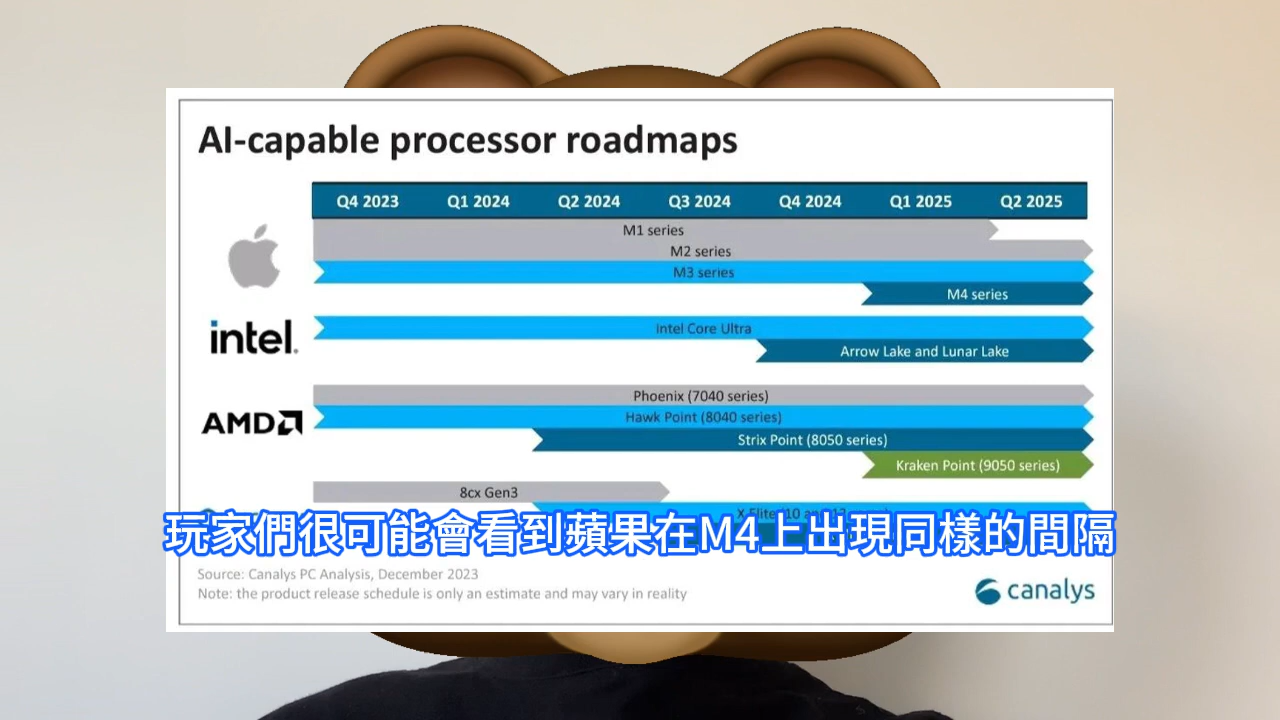 AI-capable processor roadmaps
Q4 2023 Q1 2024 Q2 2024 Q3 2024 Q4 2024 Q1 2025 Q2 2025
M1 series
M2 series
M3 series
M4 series
intel.
Intel Core Ultra
Arrow Lake and Lunar Lake
AMD
Phoenix (7040 series)
Hawk Point (8040 series)
Strix Point (8050 series)
Kraken Point (9050 series)
8cx Gen3
玩家們很可能會看到蘋果在M4上出現同樣的間隔
Source: Canalys PC Analysis, December 2023
Note: the product release schedule is only an estimate and may vary in reality
canalys